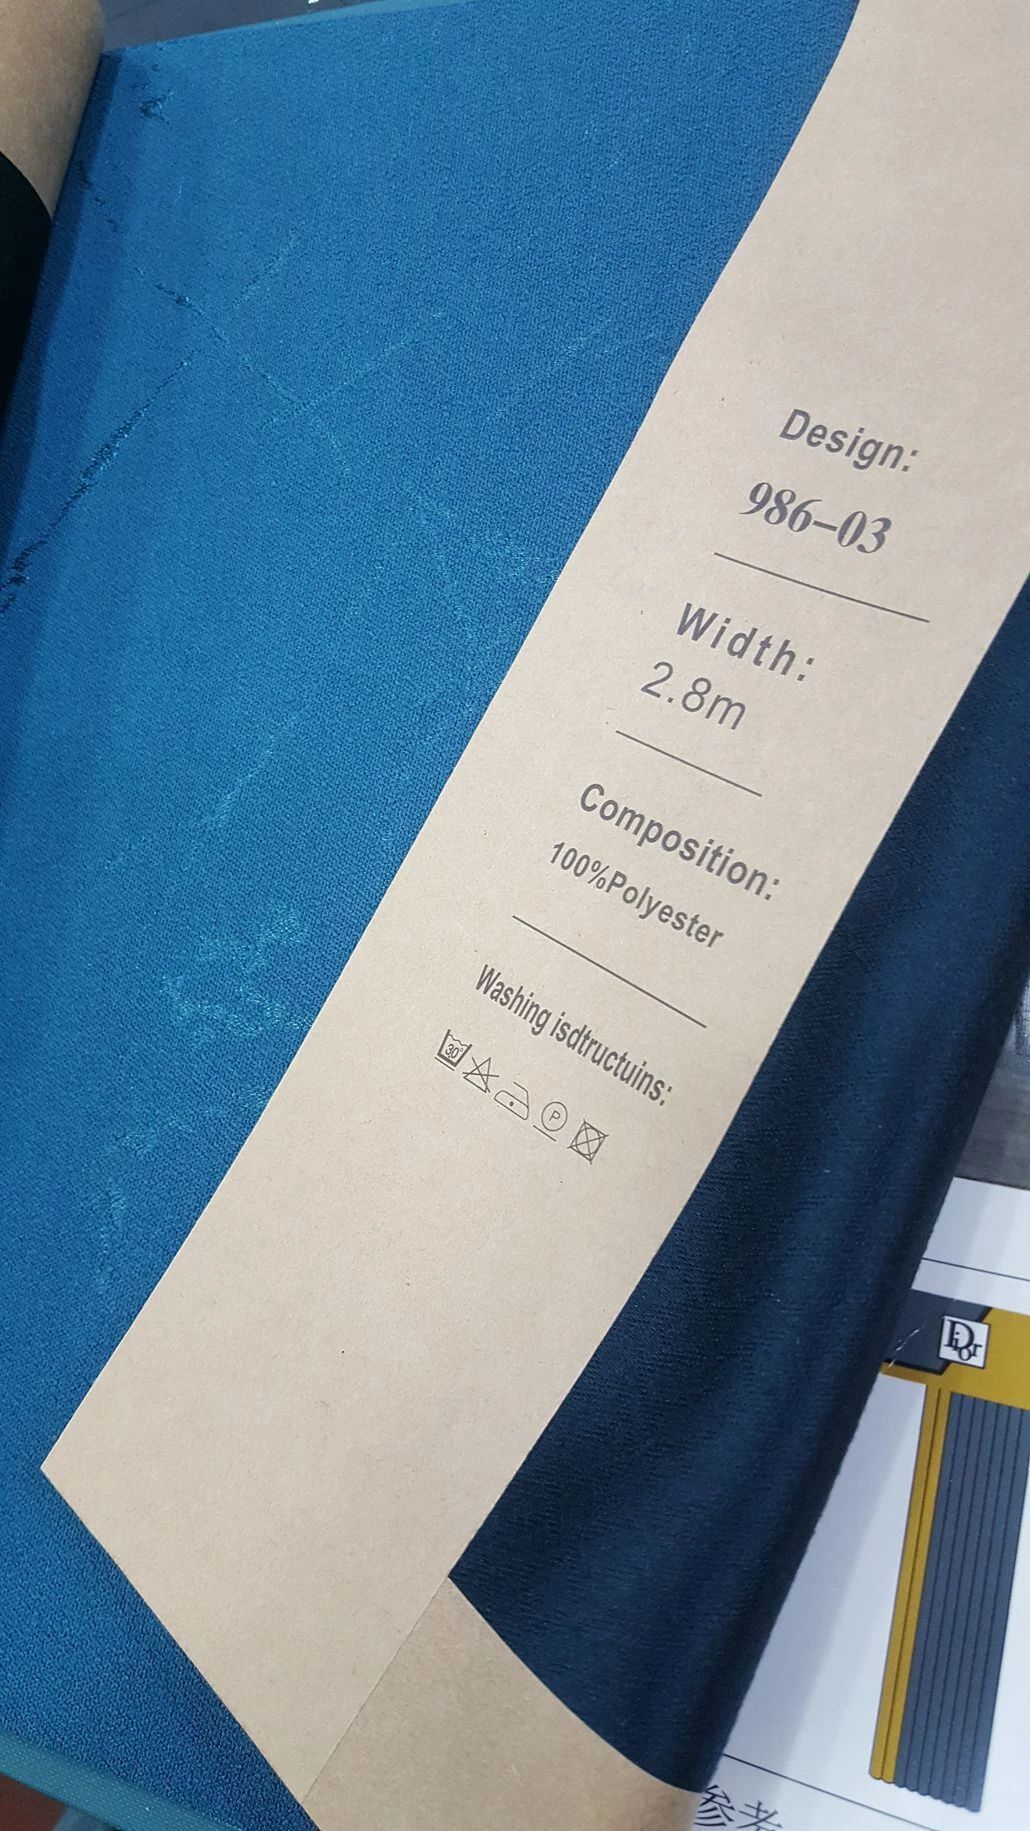 Design:
986-03
Width:
2.8m
Composition:
100%Polyester
Washing isdtructuins:
30°
P
Dior
参考